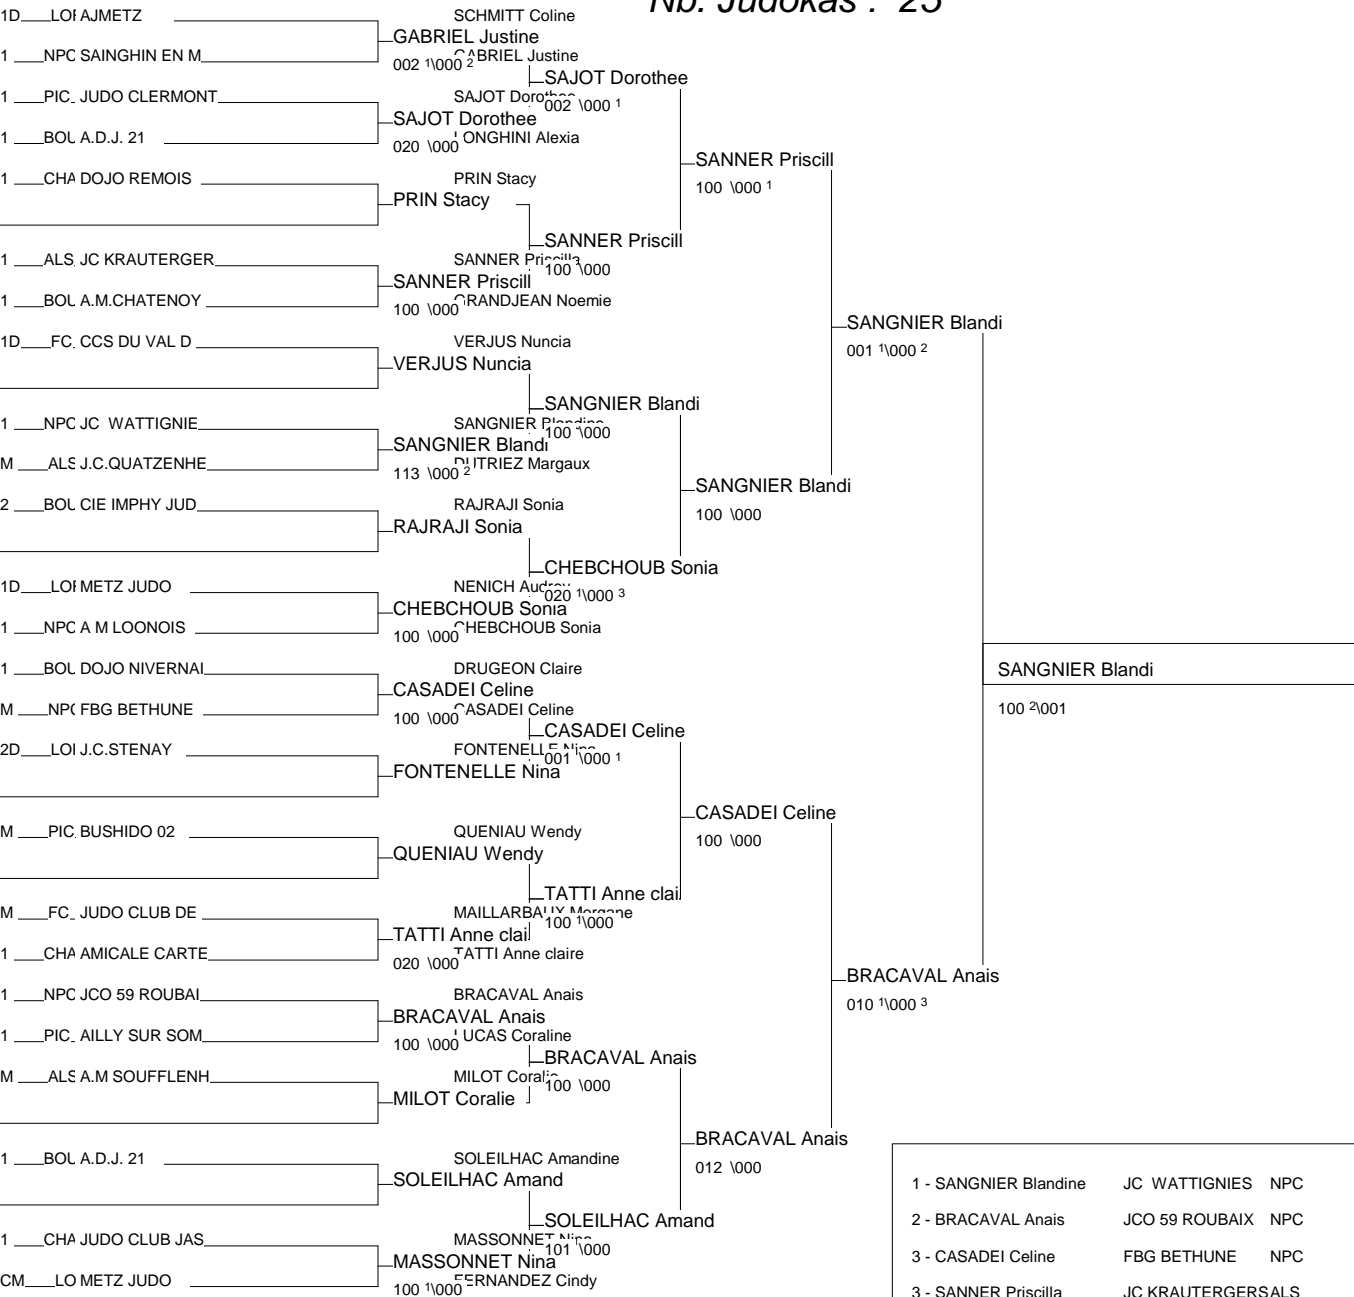 Nb. Judokas : 25
1D LOR AJMETZ SCHMITT Coline
GABRIEL Justine
1 NPC SAINGHIN EN M GABRIEL Justine
002 1\000 2
SAJOT Dorothee
1 PIC JUDO CLERMONT SAJOT Dorothee
002 \000 1
SAJOT Dorothee
1 BOU A.D.J. 21 LONGHINI Alexia
020 \000
SANNER Priscill
1 CHA DOJO REMOIS PRIN Stacy
100 \000 1
PRIN Stacy
SANNER Priscill
1 ALS JC KRAUTERGER SANNER Priscilla
100 \000
SANNER Priscill
1 BOU A.M.CHATENOY GRANDJEAN Noemie
100 \000
SANGNIER Blandi
1D FC CCS DU VAL D VERJUS Nuncia
001 1\000 2
VERJUS Nuncia
SANGNIER Blandi
1 NPC JC WATTIGNIE SANGNIER Blandine
100 \000
SANGNIER Blandi
M ALS J.C.QUATZENHE DUTRIEZ Margaux
113 \000 2
SANGNIER Blandi
2 BOU CIE IMPHY JUD RAJRAJI Sonia
100 \000
RAJRAJI Sonia
CHEBCHOUB Sonia
1D LOR METZ JUDO NENICH Audrey
020 1\000 3
CHEBCHOUB Sonia
1 NPC A M LOONOIS CHEBCHOUB Sonia
100 \000
1 BOU DOJO NIVERNAI DRUGEON Claire
SANGNIER Blandi
CASADEI Celine
M NPC FBG BETHUNE CASADEI Celine
100 2\001
100 \000
CASADEI Celine
2D LOR J.C.STENAY FONTENELLE Nina
001 \000 1
FONTENELLE Nina
CASADEI Celine
M PIC BUSHIDO 02 QUENIAU Wendy
100 \000
QUENIAU Wendy
TATTI Anne clai
M FC JUDO CLUB DE MAILLARBAUX Morgane
100 1\000
TATTI Anne clai
1 CHA AMICALE CARTE TATTI Anne claire
020 \000
BRACAVAL Anais
1 NPC JCO 59 ROUBAI BRACAVAL Anais
010 1\000 3
BRACAVAL Anais
1 PIC AILLY SUR SOM LUCAS Coraline
100 \000
BRACAVAL Anais
M ALS A.M SOUFFLENH MILOT Coralie
100 \000
MILOT Coralie
BRACAVAL Anais
1 BOU A.D.J. 21 SOLEILHAC Amandine
012 \000
SOLEILHAC Amand
1 - SANGNIER Blandine JC WATTIGNIES NPC
SOLEILHAC Amand
2 - BRACAVAL Anais JCO 59 ROUBAIX NPC
1 CHA JUDO CLUB JAS MASSONNET Nina
101 \000
MASSONNET Nina
3 - CASADEI Celine FBG BETHUNE NPC
CM LO METZ JUDO FERNANDEZ Cindy
100 1\000
3 - SANNER Priscilla JC KRAUTERGERSALS